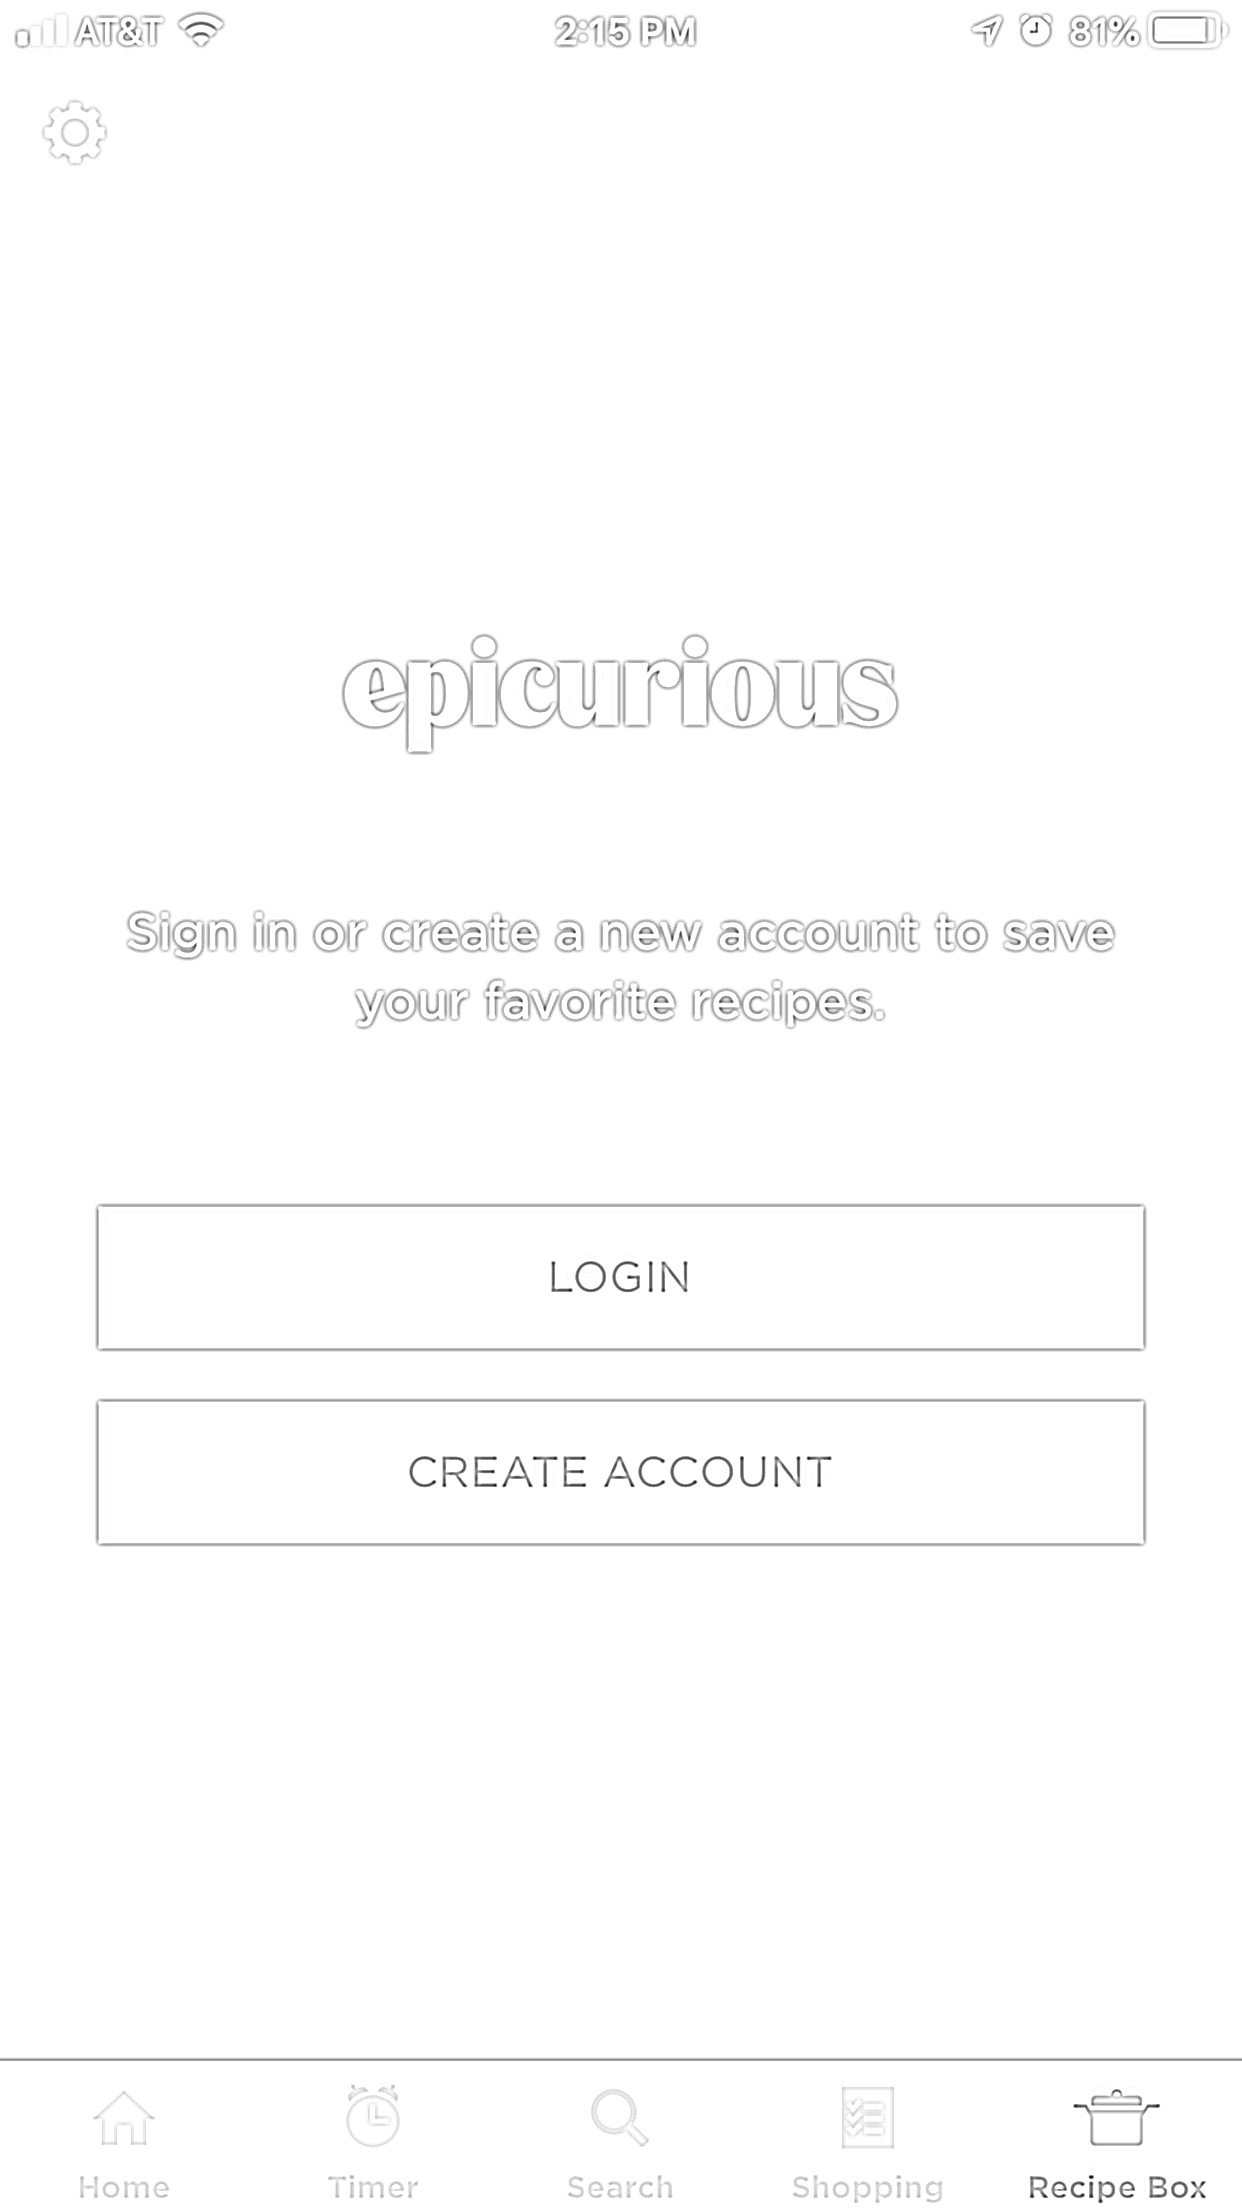 AT&T 2:15 PM 81%
epicurious
Sign in or create a new account to save
your favorite recipes.
LOGIN
CREATE ACCOUNT
Home Timer Search Shopping Recipe Box